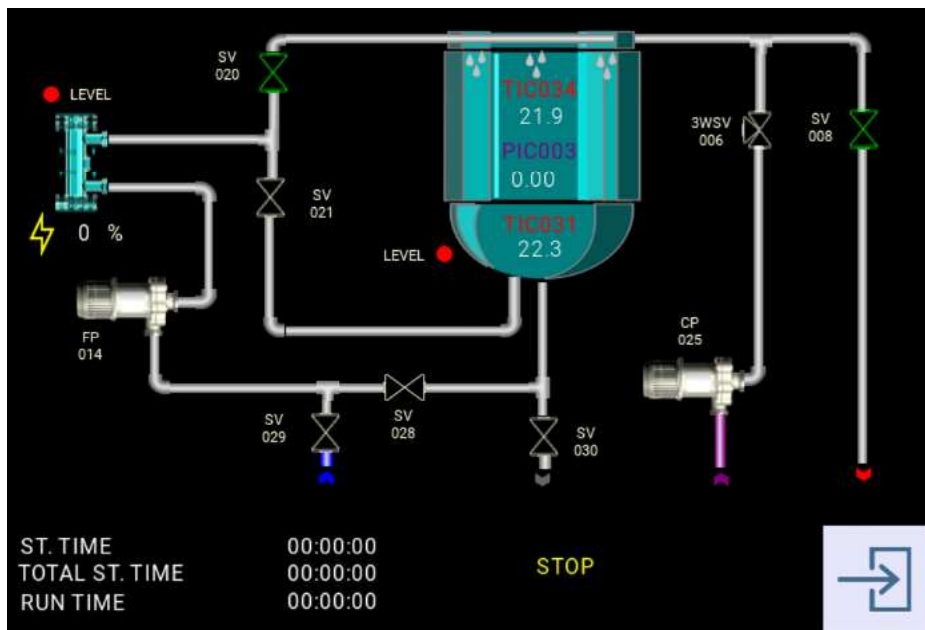 SV
020
LEVEL
TIC034
21.9
3WSV
006
SV
008
PIC003
0.00
SV
021
TIC031
22.3
0 %
LEVEL
FP
014
CP
025
SV
029
SV
028
SV
030
ST. TIME 00:00:00
TOTAL ST. TIME 00:00:00
RUN TIME 00:00:00
STOP